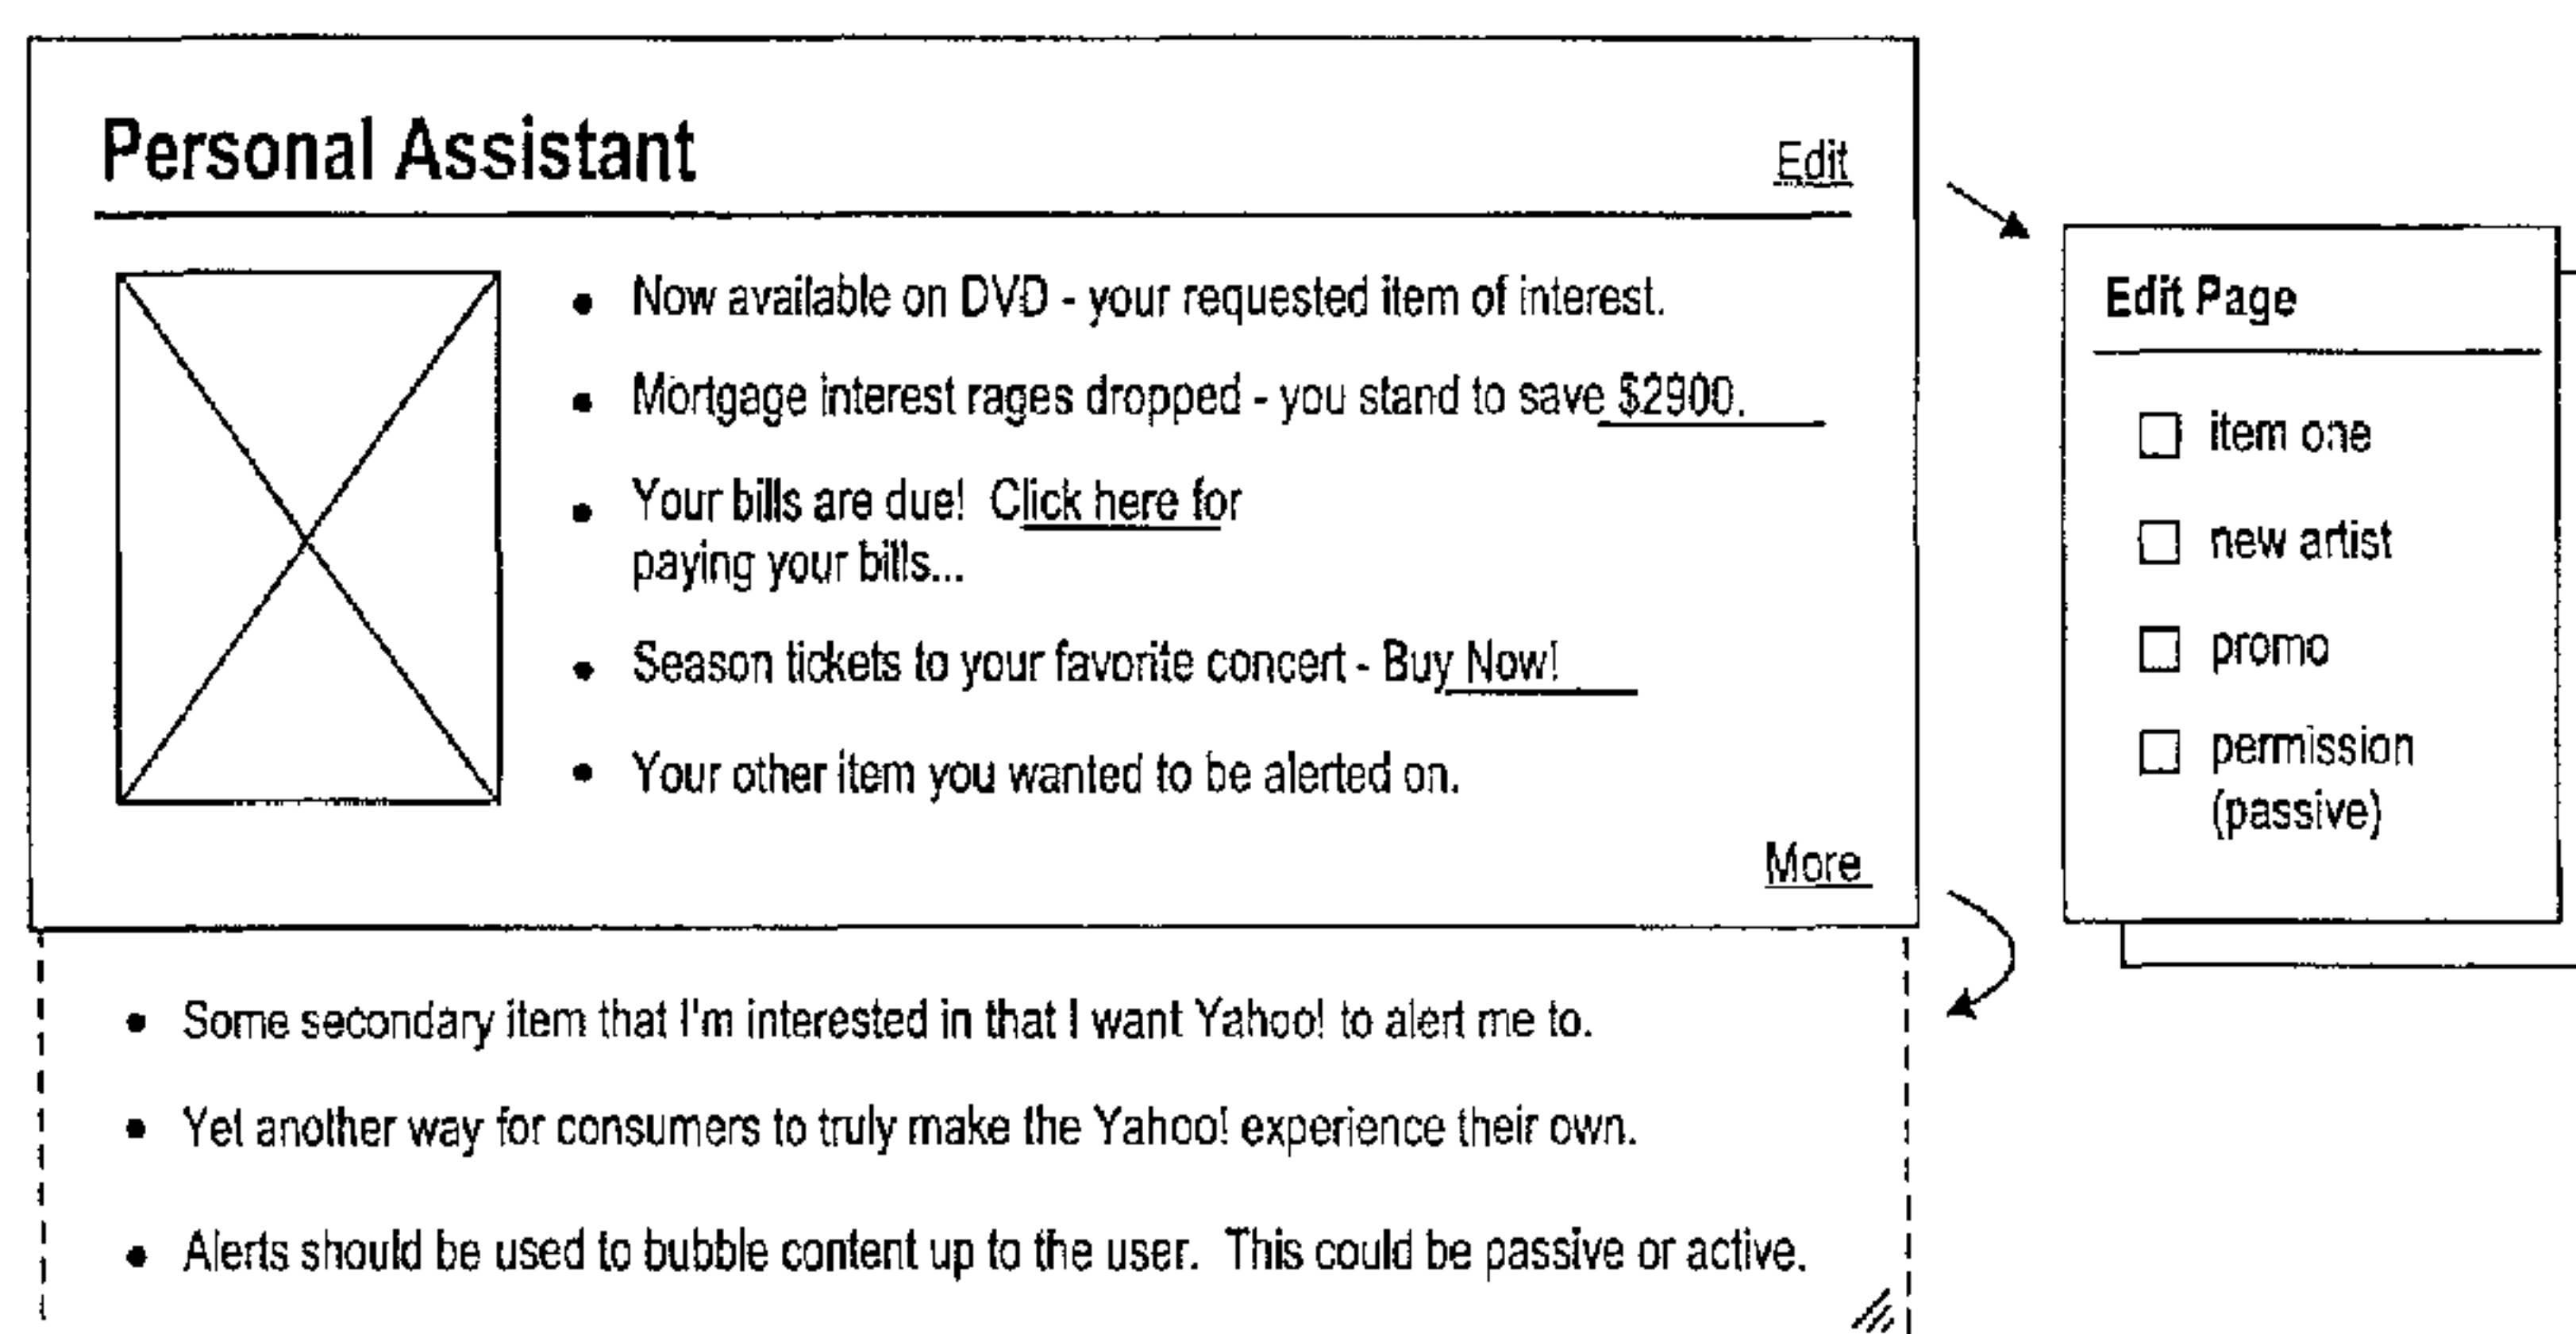 Personal Assistant
Edit
• Now available on DVD - your requested item of interest.
• Mortgage interest rages dropped - you stand to save $2900.
• Your bills are due!  Click here for
paying your bills...
• Season tickets to your favorite concert - Buy Now!
• Your other item you wanted to be alerted on.
More
• Some secondary item that I'm interested in that I want Yahoo! to alert me to.
• Yet another way for consumers to truly make the Yahoo! experience their own.
• Alerts should be used to bubble content up to the user.  This could be passive or active.
Edit Page
item one
new artist
promo
permission
(passive)